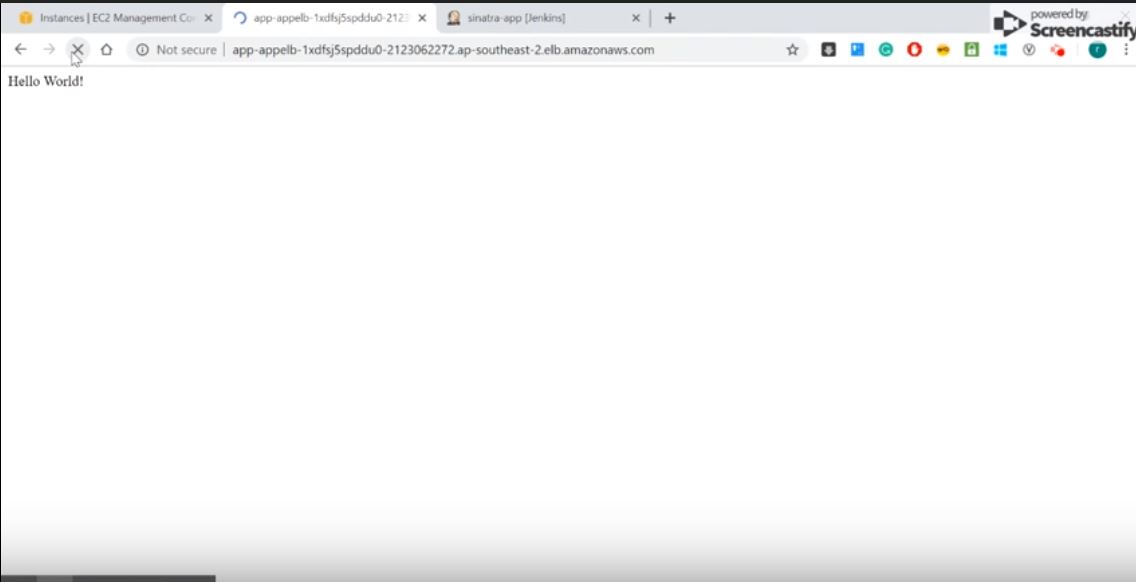 Instances | EC2 Management Co
app-appelb-1xdfsj5spddu0-2123
sinatra-app [Jenkins]
powered by
Screencastify
Not secure
app-appelb-1xdfsj5spddu0-2123062272.ap-southeast-2.elb.amazonaws.com
Hello World!